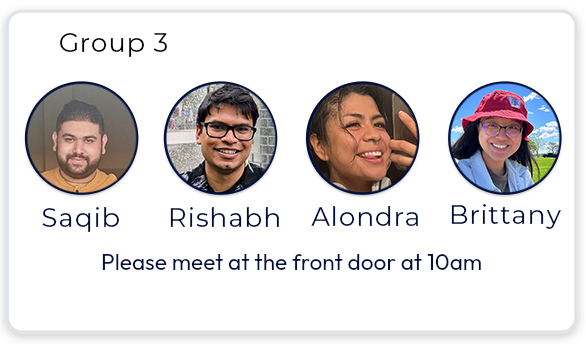 Group 3
Saqib Rishabh Alondra Brittany
Please meet at the front door at 10am